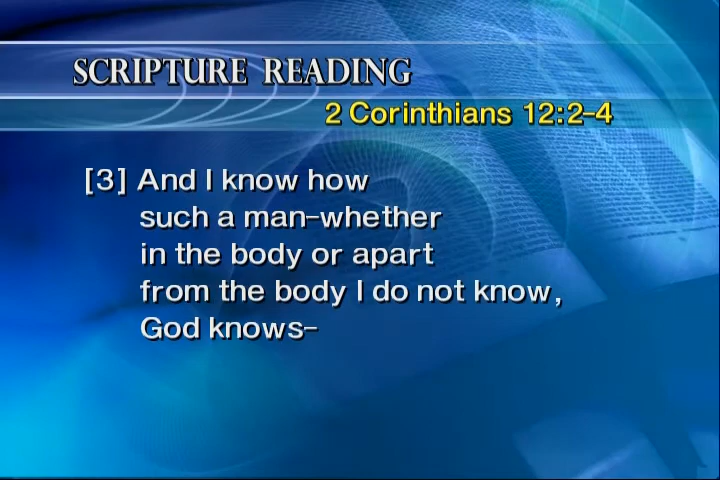 SCRIPTURE READING
2 Corinthians 12:2-4
[3] And I know how
such a man-whether
in the body or apart
from the body I do not know,
God knows-